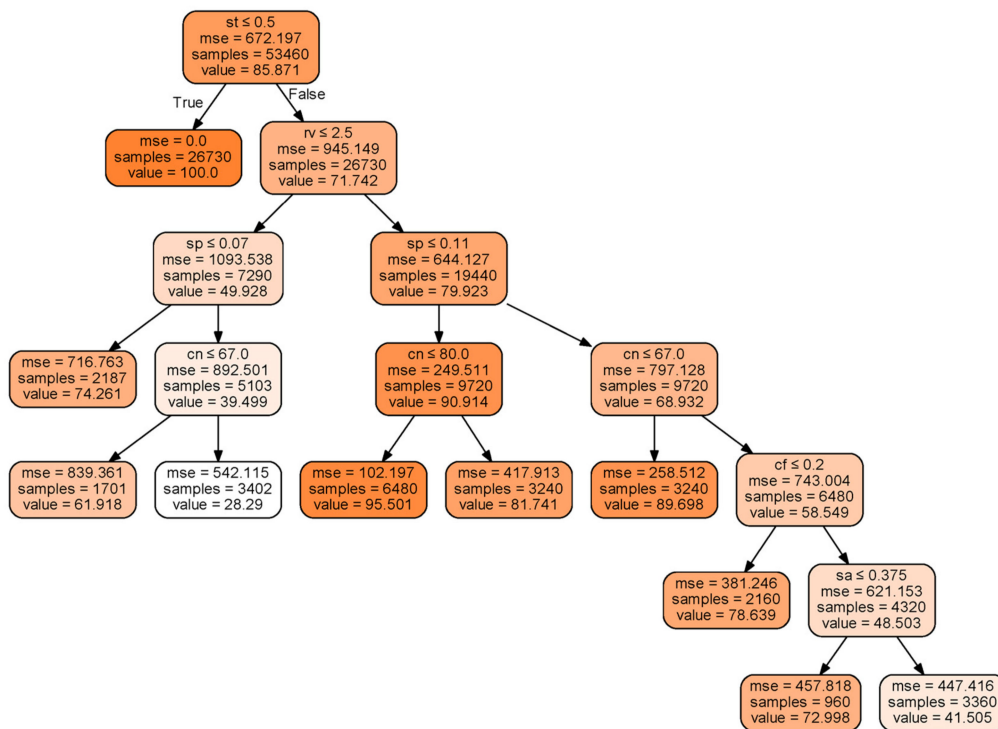 st ≤ 0.5
mse = 672.197
samples = 53460
value = 85.871
True
False
mse = 0.0
samples = 26730
value = 100.0
rv ≤ 2.5
mse = 945.149
samples = 26730
value = 71.742
sp ≤ 0.07
mse = 1093.538
samples = 7290
value = 49.928
sp ≤ 0.11
mse = 644.127
samples = 19440
value = 79.923
mse = 716.763
samples = 2187
value = 74.261
cn ≤ 67.0
mse = 892.501
samples = 5103
value = 39.499
cn ≤ 80.0
mse = 249.511
samples = 9720
value = 90.914
cn ≤ 67.0
mse = 797.128
samples = 9720
value = 68.932
mse = 839.361
samples = 1701
value = 61.918
mse = 542.115
samples = 3402
value = 28.29
mse = 102.197
samples = 6480
value = 95.501
mse = 417.913
samples = 3240
value = 81.741
mse = 258.512
samples = 3240
value = 89.698
cf ≤ 0.2
mse = 743.004
samples = 6480
value = 58.549
mse = 381.246
samples = 2160
value = 78.639
sa ≤ 0.375
mse = 621.153
samples = 4320
value = 48.503
mse = 457.818
samples = 960
value = 72.998
mse = 447.416
samples = 3360
value = 41.505